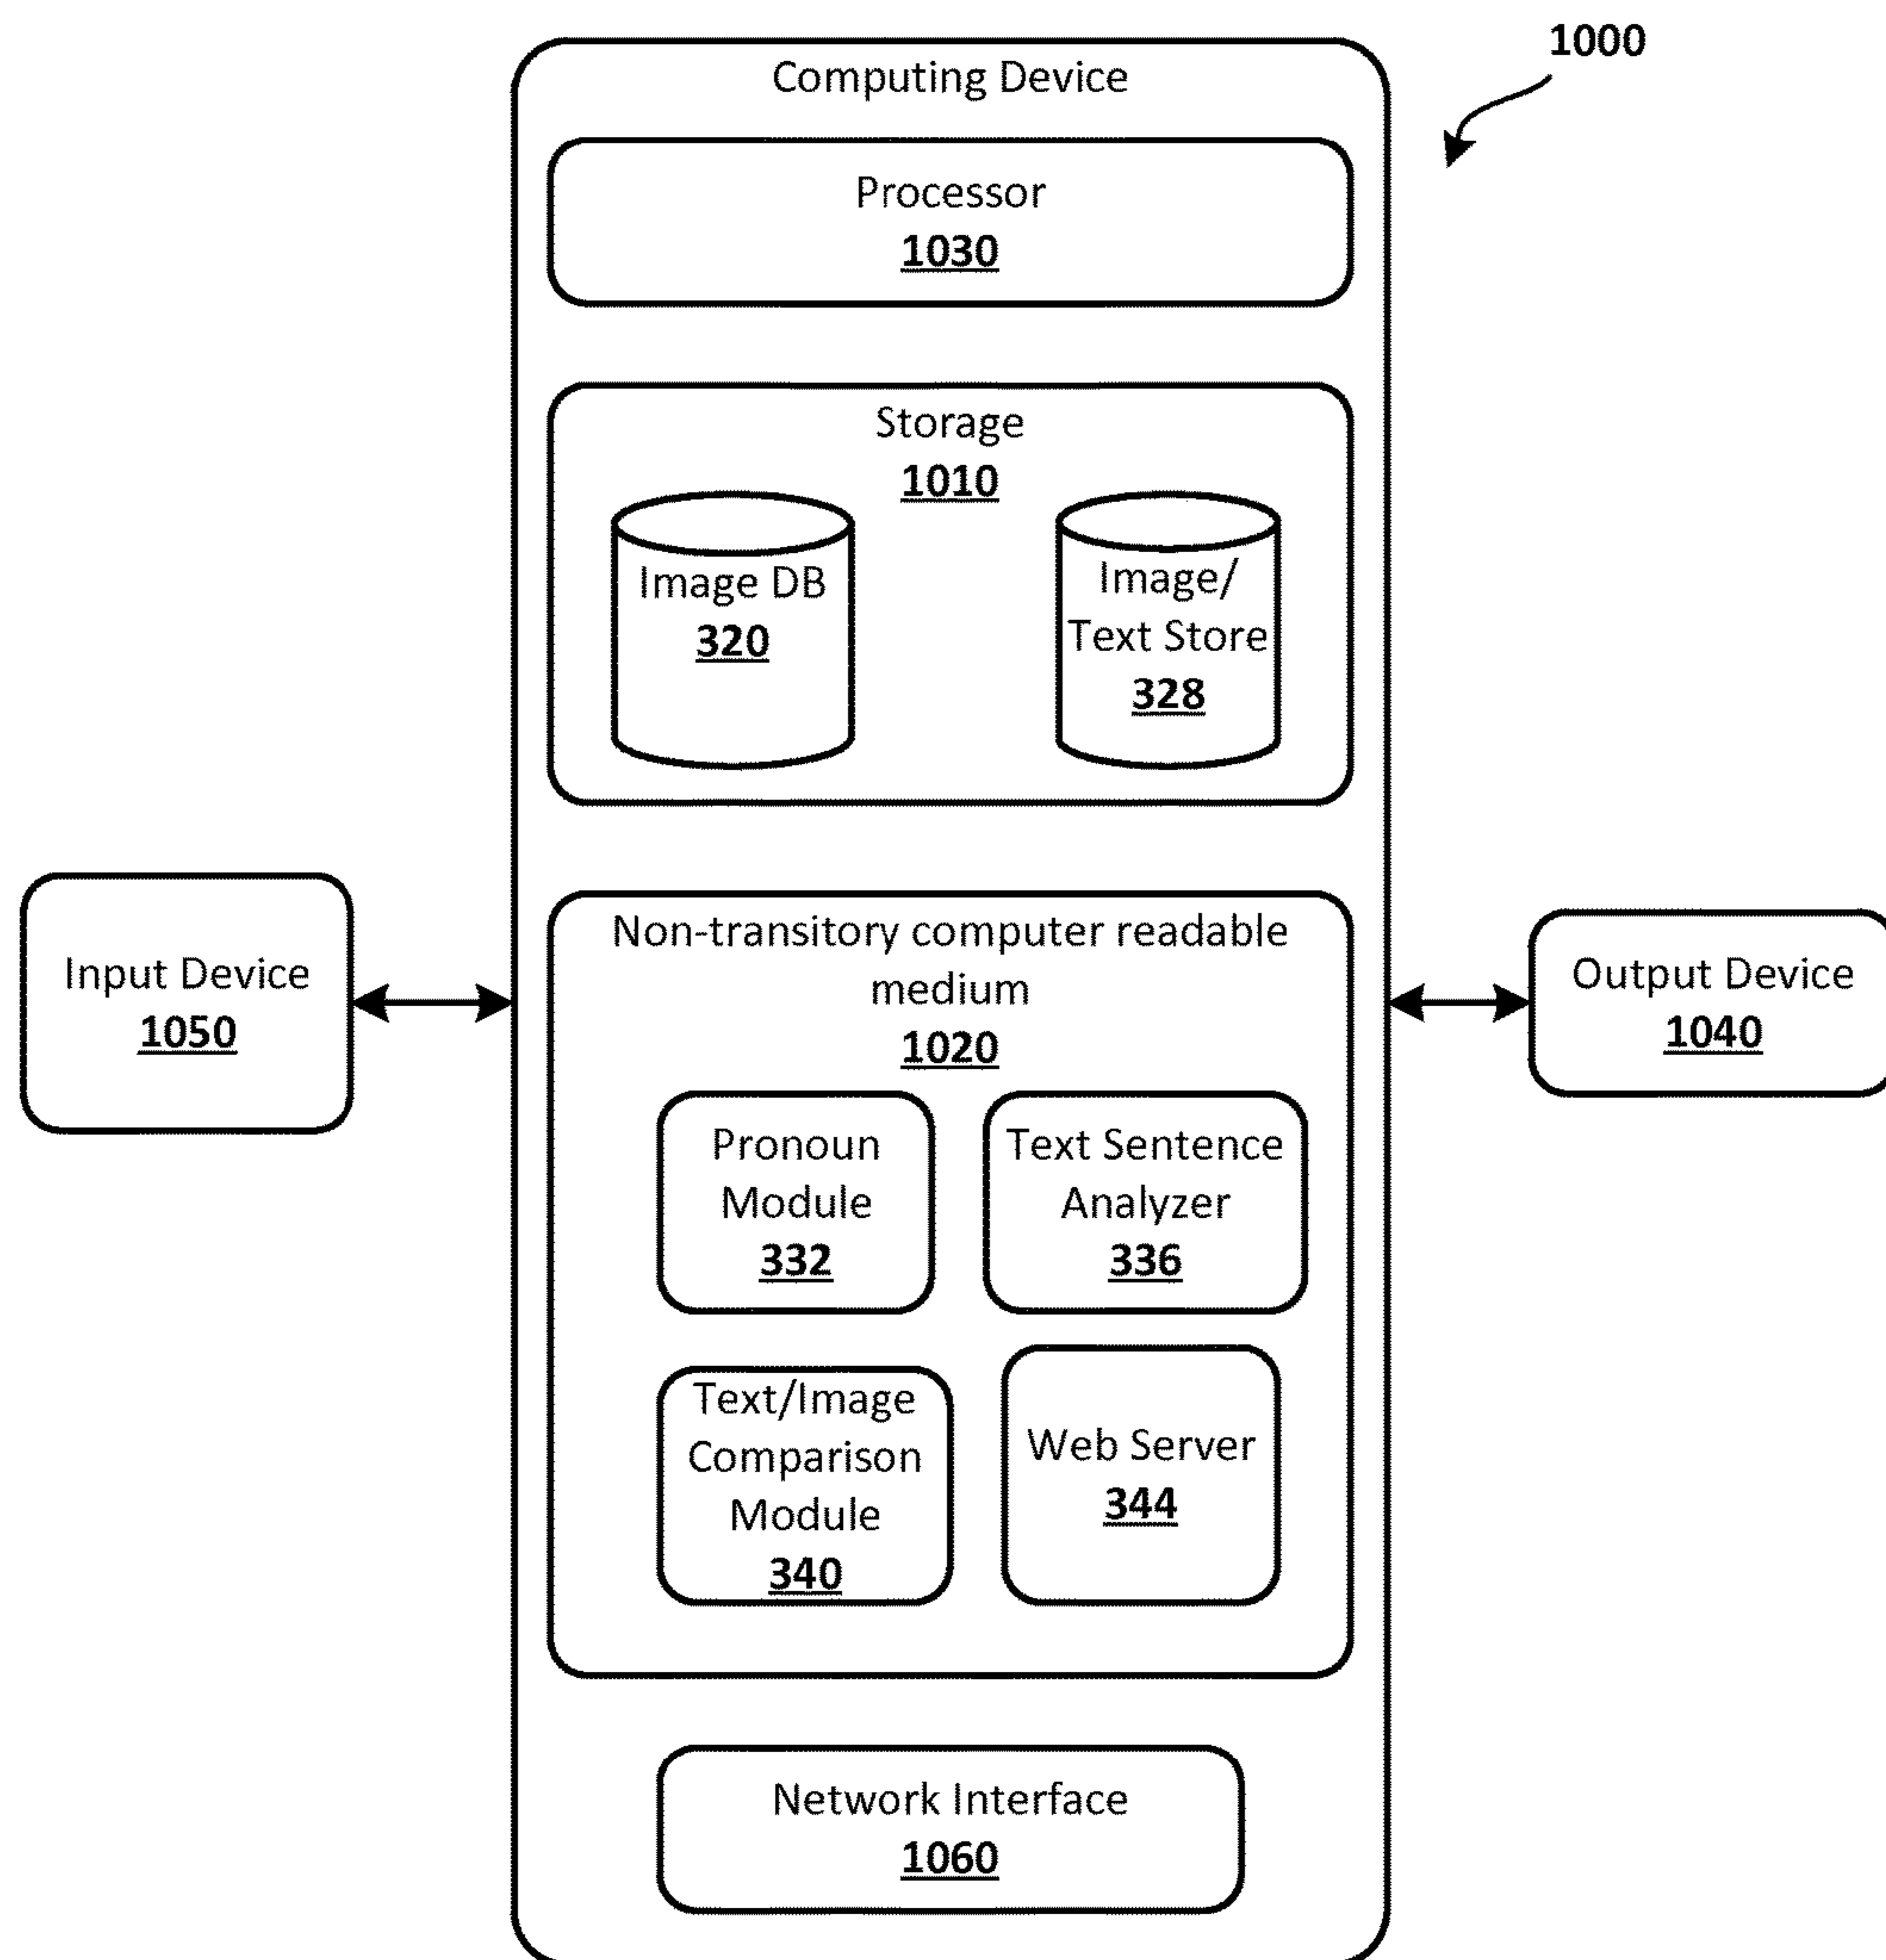 1000
Computing Device
Processor
1030
Storage
1010
Image DB
320
Image/
Text Store
328
Non-transitory computer readable
medium
1020
Input Device
1050
Output Device
1040
Pronoun
Module
332
Text Sentence
Analyzer
336
Text/Image
Comparison
Module
340
Web Server
344
Network Interface
1060